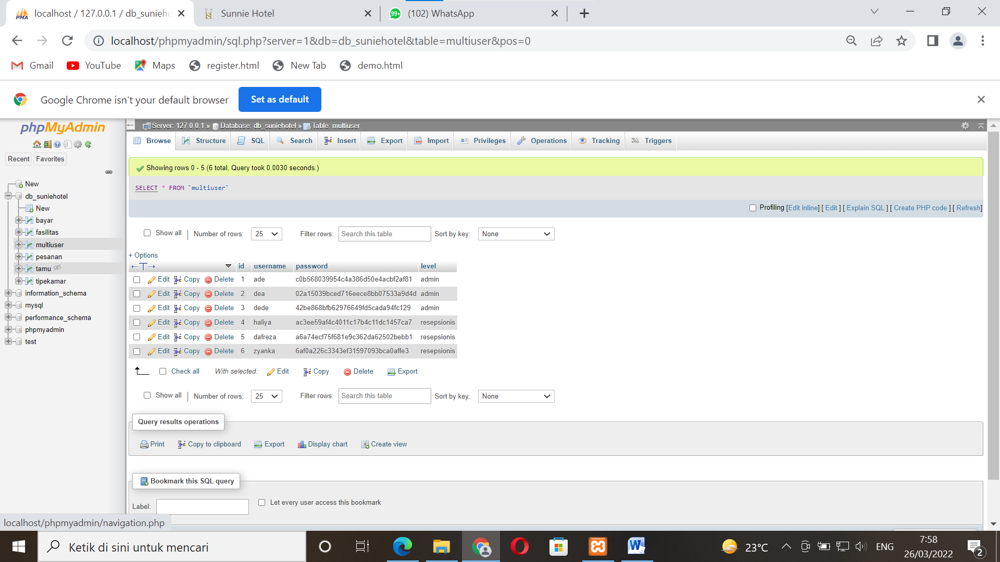 localhost / 127.0.0.1 / db_sunieh
Sunnie Hotel
(102) WhatsApp
localhost/phpmyadmin/sql.php?server=1&db=db_suniehotel&table=multiuser&pos=0
Gmail YouTube Maps register.html New Tab demo.html
Google Chrome isn't your default browser Set as default
phpMyAdmin
Recent Favorites
New
db_suniehotel
New
bayar
fasilitas
multiuser
pesanan
tamu
tipekamar
information_schema
mysql
performance_schema
phpmyadmin
test
Server: 127.0.0.1 » Database: db_suniehotel » Table: multiuser
Browse Structure SQL Search Insert Export Import Privileges Operations Tracking Triggers
Showing rows 0 - 5 (6 total, Query took 0.0030 seconds.)
SELECT * FROM `multiuser`
Profiling [Edit inline] [ Edit ] [ Explain SQL ] [ Create PHP code ] [ Refresh]
Show all | Number of rows: 25 Filter rows: Search this table Sort by key: None
+ Options
←T→ id username password level
Edit Copy Delete 1 ade c0b568039954c4a386d50e4acbf2af81 admin
Edit Copy Delete 2 dea 02a15039bced716eece8bb07533a9d4d admin
Edit Copy Delete 3 dede 42be868bfb62976649fd5cada94fc129 admin
Edit Copy Delete 4 haliya ac3ee59af4c4011c17b4c11dc1457ca7 resepsionis
Edit Copy Delete 5 dafreza a6a74ecf75f681e9c362da62502bebb1 resepsionis
Edit Copy Delete 6 zyanka 6af0a226c3343ef31597093bca0affe3 resepsionis
Check all With selected: Edit Copy Delete Export
Show all | Number of rows: 25 Filter rows: Search this table Sort by key: None
Query results operations
Print Copy to clipboard Export Display chart Create view
Bookmark this SQL query
Label: Let every user access this bookmark
localhost/phpmyadmin/navigation.php
Ketik di sini untuk mencari
23°C
ENG
7:58
26/03/2022
2